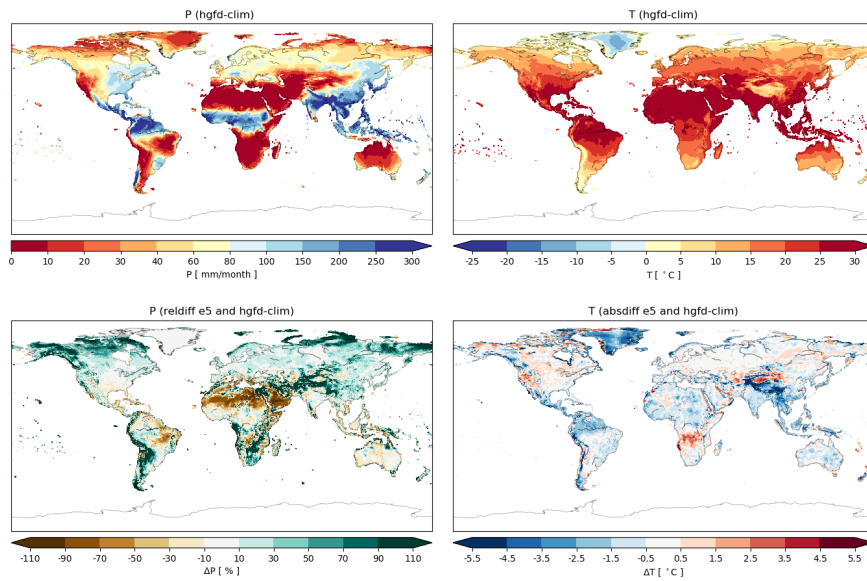 P (hgfd-clim)
T (hgfd-clim)
0 10 20 30 40 60 80 100 150 200 300
P [ mm/month ]
-25 -20 -15 -10 -5 0 5 10 15 20 30
T [ °C ]
P (reldiff e5 and hgfd-clim)
T (absdiff e5 and hgfd-clim)
-110 -90 -70 -50 -30 -10 10 30 50 70 90 110
ΔP [ % ]
-5.5 -4.5 -3.5 -2.5 -1.5 -0.5 0.5 1.5 2.5 3.5 4.5 5.5
ΔT [ °C ]